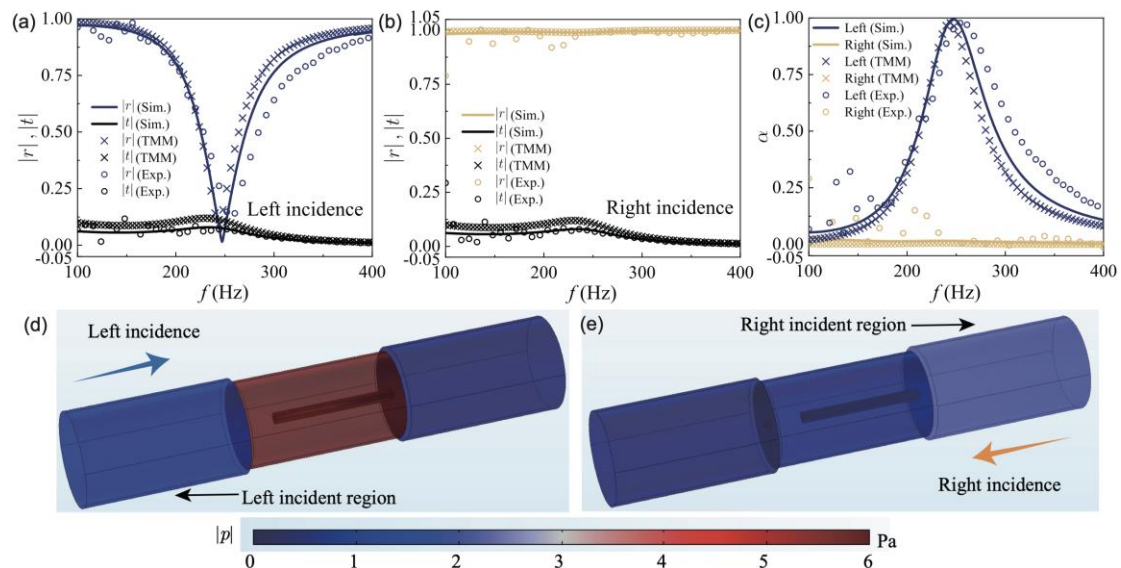 (a)
1.00
0.75
0.50
0.25
0.00
-0.05
|r| , |t|
|r| (Sim.)
|t| (Sim.)
|r| (TMM)
|t| (TMM)
|r| (Exp.)
|t| (Exp.)
Left incidence
100 200 300 400
f (Hz)
(b)
1.05
1.00
0.75
0.50
0.25
0.00
-0.05
|r| , |t|
|r| (Sim.)
|t| (Sim.)
|r| (TMM)
|t| (TMM)
|r| (Exp.)
|t| (Exp.)
Right incidence
100 200 300 400
f (Hz)
(c)
1.00
0.75
0.50
0.25
0.00
-0.05
α
Left (Sim.)
Right (Sim.)
Left (TMM)
Right (TMM)
Left (Exp.)
Right (Exp.)
100 200 300 400
f (Hz)
(d)
Left incidence
Left incident region
(e)
Right incident region
Right incidence
|p|
Pa
0 1 2 3 4 5 6